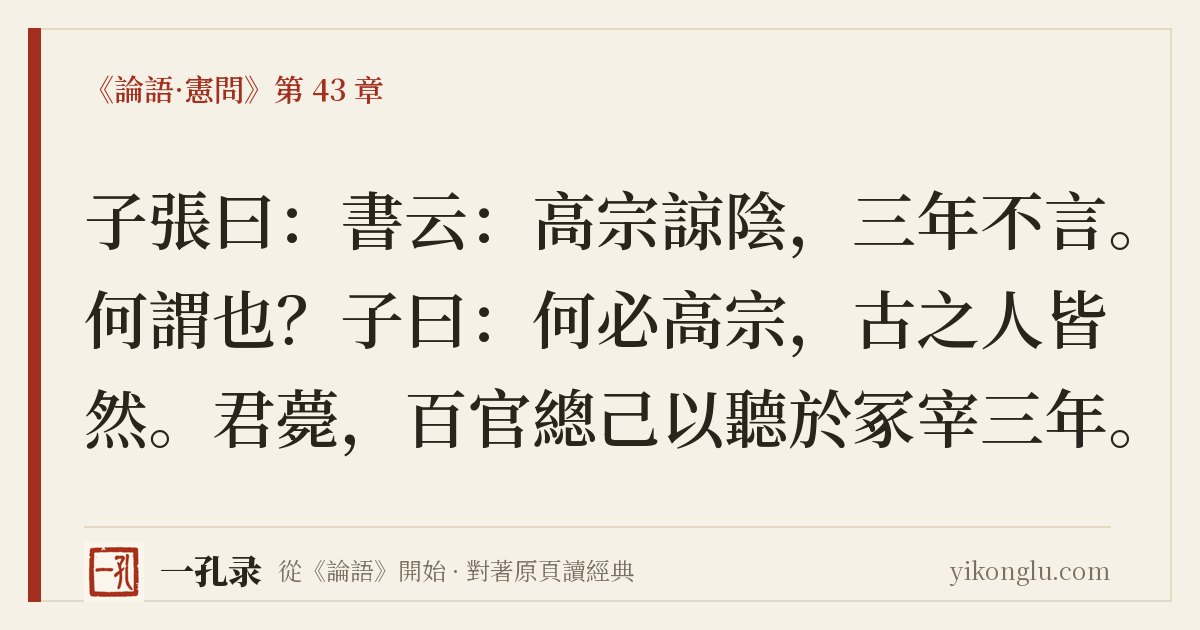 《論語·憲問》第 43 章
子張曰：書云：高宗諒陰，三年不言。
何謂也？子曰：何必高宗，古之人皆
然。君薨，百官總己以聽於冢宰三年。
一孔
一孔录 從《論語》開始 · 對著原頁讀經典 yikonglu.com